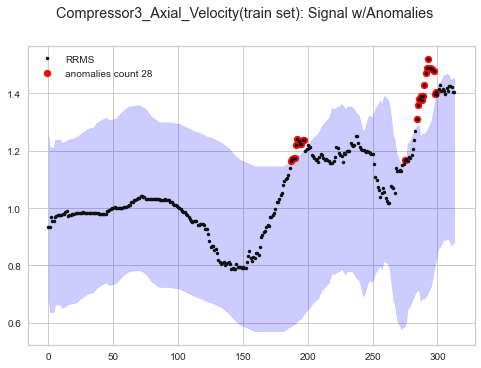 Compressor3_Axial_Velocity(train set): Signal w/Anomalies
RRMS
anomalies count 28
1.4
1.2
1.0
0.8
0.6
0 50 100 150 200 250 300